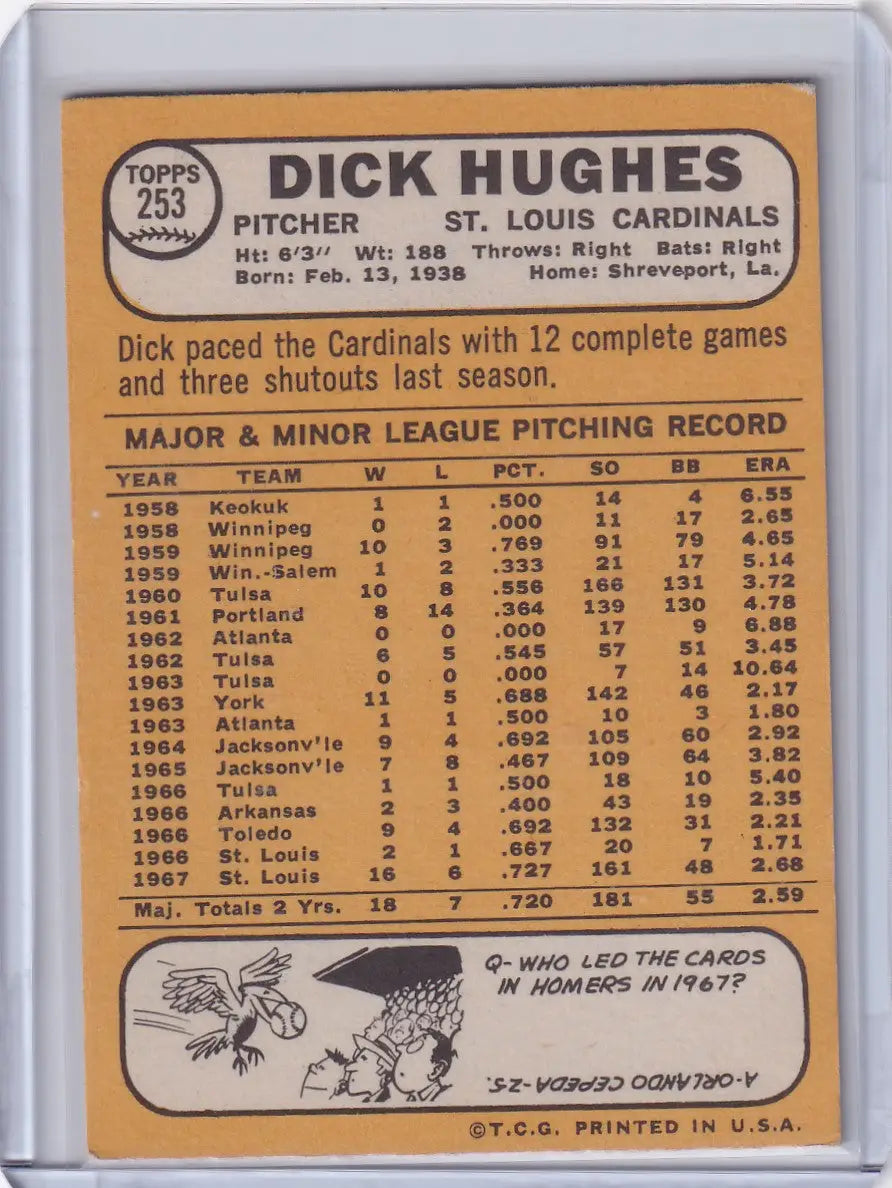 TOPPS
253
DICK HUGHES
PITCHER ST. LOUIS CARDINALS
Ht: 6'3" Wt: 188 Throws: Right Bats: Right
Born: Feb. 13, 1938 Home: Shreveport, La.
Dick paced the Cardinals with 12 complete games
and three shutouts last season.
MAJOR & MINOR LEAGUE PITCHING RECORD
YEAR TEAM W L PCT. SO BB ERA
1958 Keokuk 1 1 .500 14 4 6.55
1958 Winnipeg 0 2 .000 11 17 2.65
1959 Winnipeg 10 3 .769 91 79 4.65
1959 Win.-Salem 1 2 .333 21 17 5.14
1960 Tulsa 10 8 .556 166 131 3.72
1961 Portland 8 14 .364 139 130 4.78
1962 Atlanta 0 0 .000 17 9 6.88
1962 Tulsa 6 5 .545 57 51 3.45
1963 Tulsa 0 0 .000 7 14 10.64
1963 York 11 5 .688 142 46 2.17
1963 Atlanta 1 1 .500 10 3 1.80
1964 Jacksonv'le 9 4 .692 105 60 2.92
1965 Jacksonv'le 7 8 .467 109 64 3.82
1966 Tulsa 1 1 .500 18 10 5.40
1966 Arkansas 2 3 .400 43 19 2.35
1966 Toledo 9 4 .692 132 31 2.21
1966 St. Louis 2 1 .667 20 7 1.71
1967 St. Louis 16 6 .727 161 48 2.68
Maj. Totals 2 Yrs. 18 7 .720 181 55 2.59
Q- WHO LED THE CARDS
IN HOMERS IN 1967?
A-ORLANDO CEPEDA-25.
©T.C.G. PRINTED IN U.S.A.